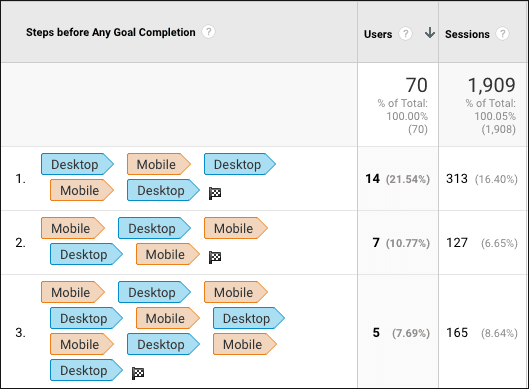 Steps before Any Goal Completion ? Users ? Sessions ?
70 1,909
% of Total: % of Total:
100.00% 100.05%
(70) (1,908)
1. Desktop Mobile Desktop
Mobile Desktop
14 (21.54%) 313 (16.40%)
2. Mobile Desktop Mobile
Desktop Mobile
7 (10.77%) 127 (6.65%)
3. Mobile Desktop Mobile
Desktop Mobile Desktop
Mobile Desktop Mobile
Desktop
5 (7.69%) 165 (8.64%)